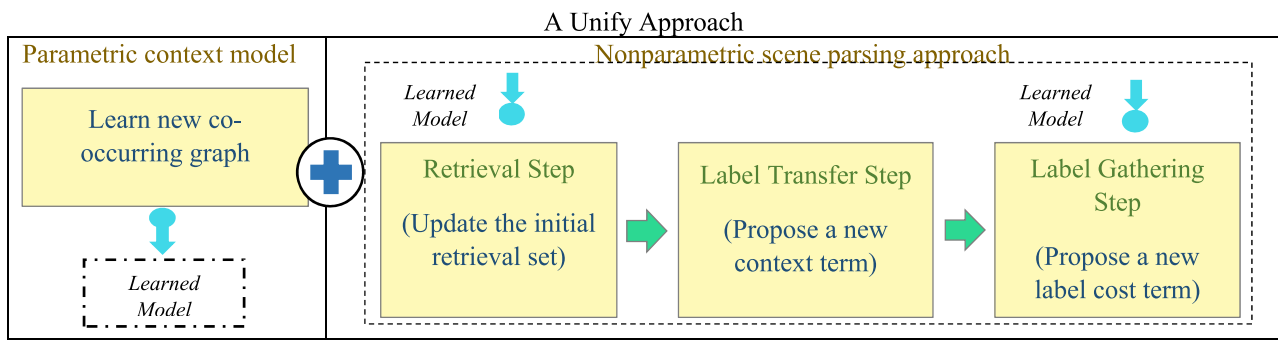 A Unify Approach
Parametric context model
Learn new co-
occurring graph
Learned
Model
Nonparametric scene parsing approach
Learned
Model
Retrieval Step
(Update the initial
retrieval set)
Label Transfer Step
(Propose a new
context term)
Learned
Model
Label Gathering
Step
(Propose a new
label cost term)